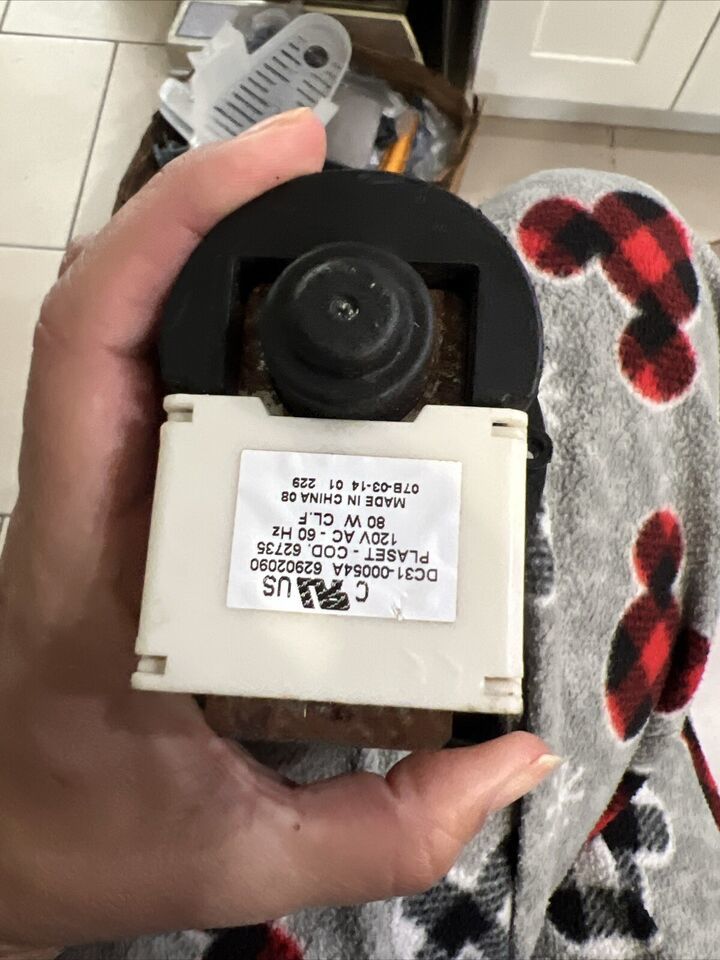 C US
DC31-00054A 62902090
PLASET - COD. 62735
120V AC - 60 Hz
80 W CL.F
MADE IN CHINA 08
07B-03-14 01 229